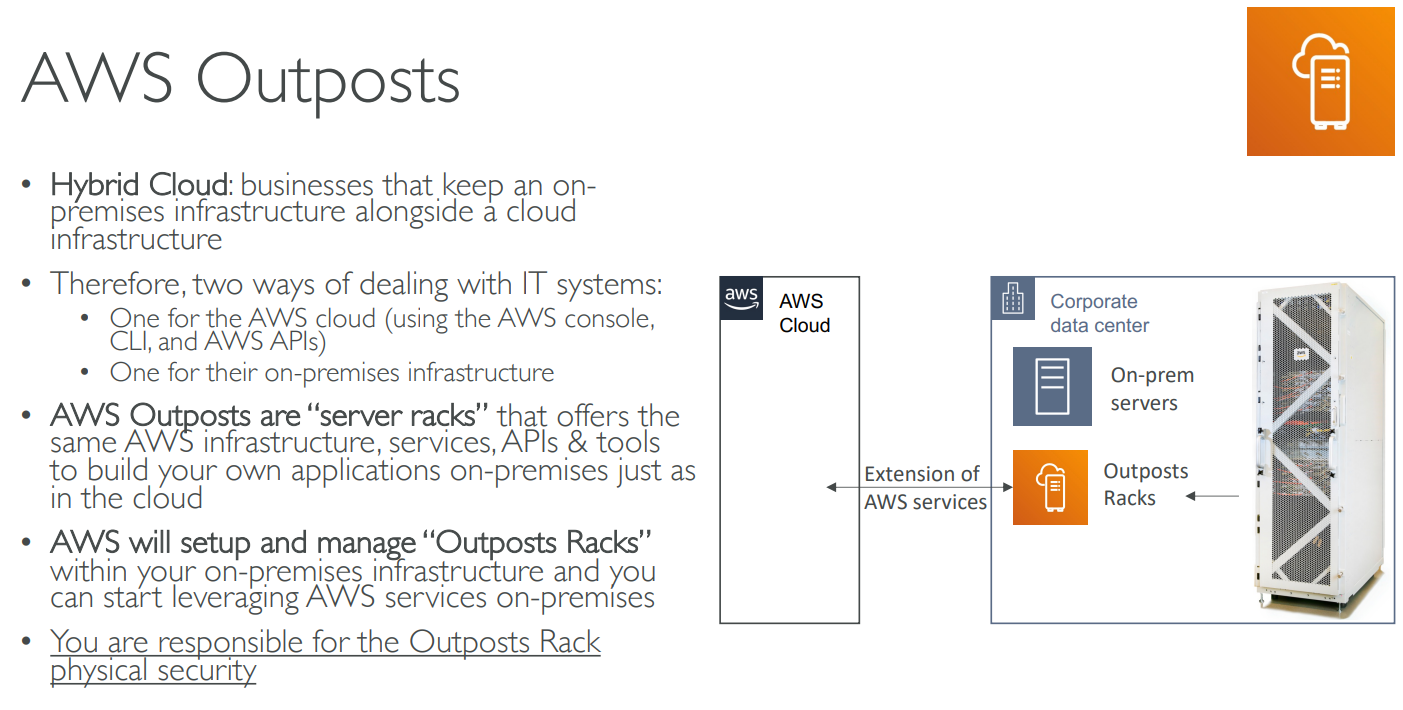 AWS Outposts
• Hybrid Cloud: businesses that keep an on-
premises infrastructure alongside a cloud
infrastructure
• Therefore, two ways of dealing with IT systems:
• One for the AWS cloud (using the AWS console,
CLI, and AWS APIs)
• One for their on-premises infrastructure
• AWS Outposts are “server racks” that offers the
same AWS infrastructure, services, APIs & tools
to build your own applications on-premises just as
in the cloud
• AWS will setup and manage “Outposts Racks”
within your on-premises infrastructure and you
can start leveraging AWS services on-premises
• You are responsible for the Outposts Rack
physical security
aws
AWS
Cloud
Extension of
AWS services
Corporate
data center
On-prem
servers
Outposts
Racks
aws